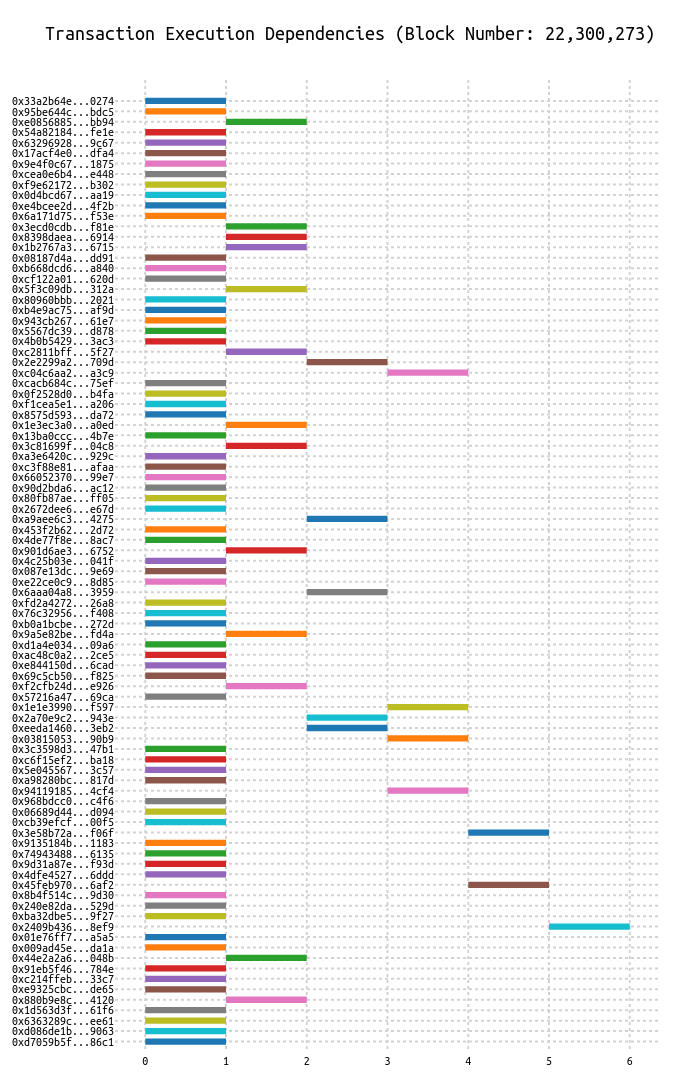 Transaction Execution Dependencies (Block Number: 22,300,273)
0x33a2b64e...0274
0x95be644c...bdc5
0xe0856885...bb94
0x54a82184...fe1e
0x63296928...9c67
0x17acf4e0...dfa4
0x9e4f0c67...1875
0xcea0e6b4...e448
0xf9e62172...b302
0x0d4bcd67...aa19
0xe4bcee2d...4f2b
0x6a171d75...f53e
0x3ecd0cdb...f81e
0x8398daea...6914
0x1b2767a3...6715
0x08187d4a...dd91
0xb668dcd6...a840
0xcf122a01...620d
0x5f3c09db...312a
0x80960bbb...2021
0xb4e9ac75...af9d
0x943cb267...61e7
0x5567dc39...d878
0x4b0b5429...3ac3
0xc2811bff...5f27
0x2e2299a2...709d
0xc04c6aa2...a3c9
0xcacb684c...75ef
0x0f2528d0...b4fa
0xf1cea5e1...a206
0x8575d593...da72
0x1e3ec3a0...a0ed
0x13ba0ccc...4b7e
0x3c81699f...04c8
0xa3e6420c...929c
0xc3f88e81...afaa
0x66052370...99e7
0x90d2bda6...ac12
0x80fb87ae...ff05
0x2672dee6...e67d
0xa9aee6c3...4275
0x453f2b62...2d72
0x4de77f8e...8ac7
0x901d6ae3...6752
0x4c25b03e...041f
0x087e13dc...9e69
0xe22ce0c9...8d85
0x6aaa04a8...3959
0xfd2a4272...26a8
0x76c32956...f408
0xb0a1bcbe...272d
0x9a5e82be...fd4a
0xd1a4e034...09a6
0xac48c0a2...2ce5
0xe844150d...6cad
0x69c5cb50...f825
0xf2cfb24d...e926
0x57216a47...69ca
0x1e1e3990...f597
0x2a70e9c2...943e
0xeeda1460...3eb2
0x03815053...90b9
0x3c3598d3...47b1
0xc6f15ef2...ba18
0x5e045567...3c57
0xa98280bc...817d
0x94119185...4cf4
0x968bdcc0...c4f6
0x06689d44...d094
0xcb39efcf...00f5
0x3e58b72a...f06f
0x9135184b...1183
0x74943488...6135
0x9d31a87e...f93d
0x4dfe4527...6ddd
0x45feb970...6af2
0x8b4f514c...9d30
0x240e82da...529d
0xba32dbe5...9f27
0x2409b436...8ef9
0x01e76ff7...a5a5
0x009ad45e...da1a
0x44e2a2a6...048b
0x91eb5f46...784e
0xc214ffeb...33c7
0xe9325cbc...de65
0x880b9e8c...4120
0x1d563d3f...61f6
0x6363289c...ee61
0xd086de1b...9063
0xd7059b5f...86c1
0 1 2 3 4 5 6